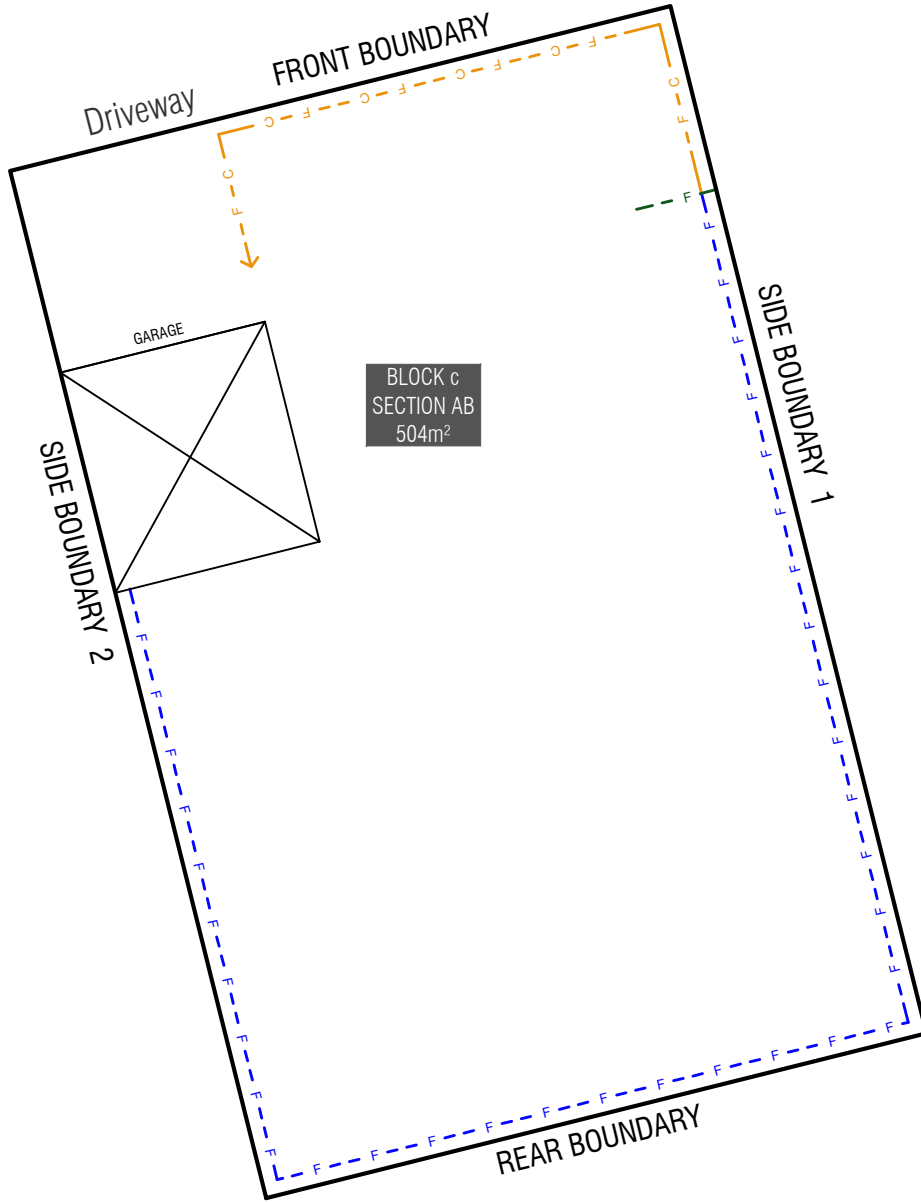 FRONT BOUNDARY
Driveway
C F C F C F C F
C F
C F
F
GARAGE
BLOCK c
SECTION AB
504m²
SIDE BOUNDARY 1
SIDE BOUNDARY 2
F F F F F F F F F F F F F F
F F F F F F F F F F
F F F F F F F F F F F
REAR BOUNDARY